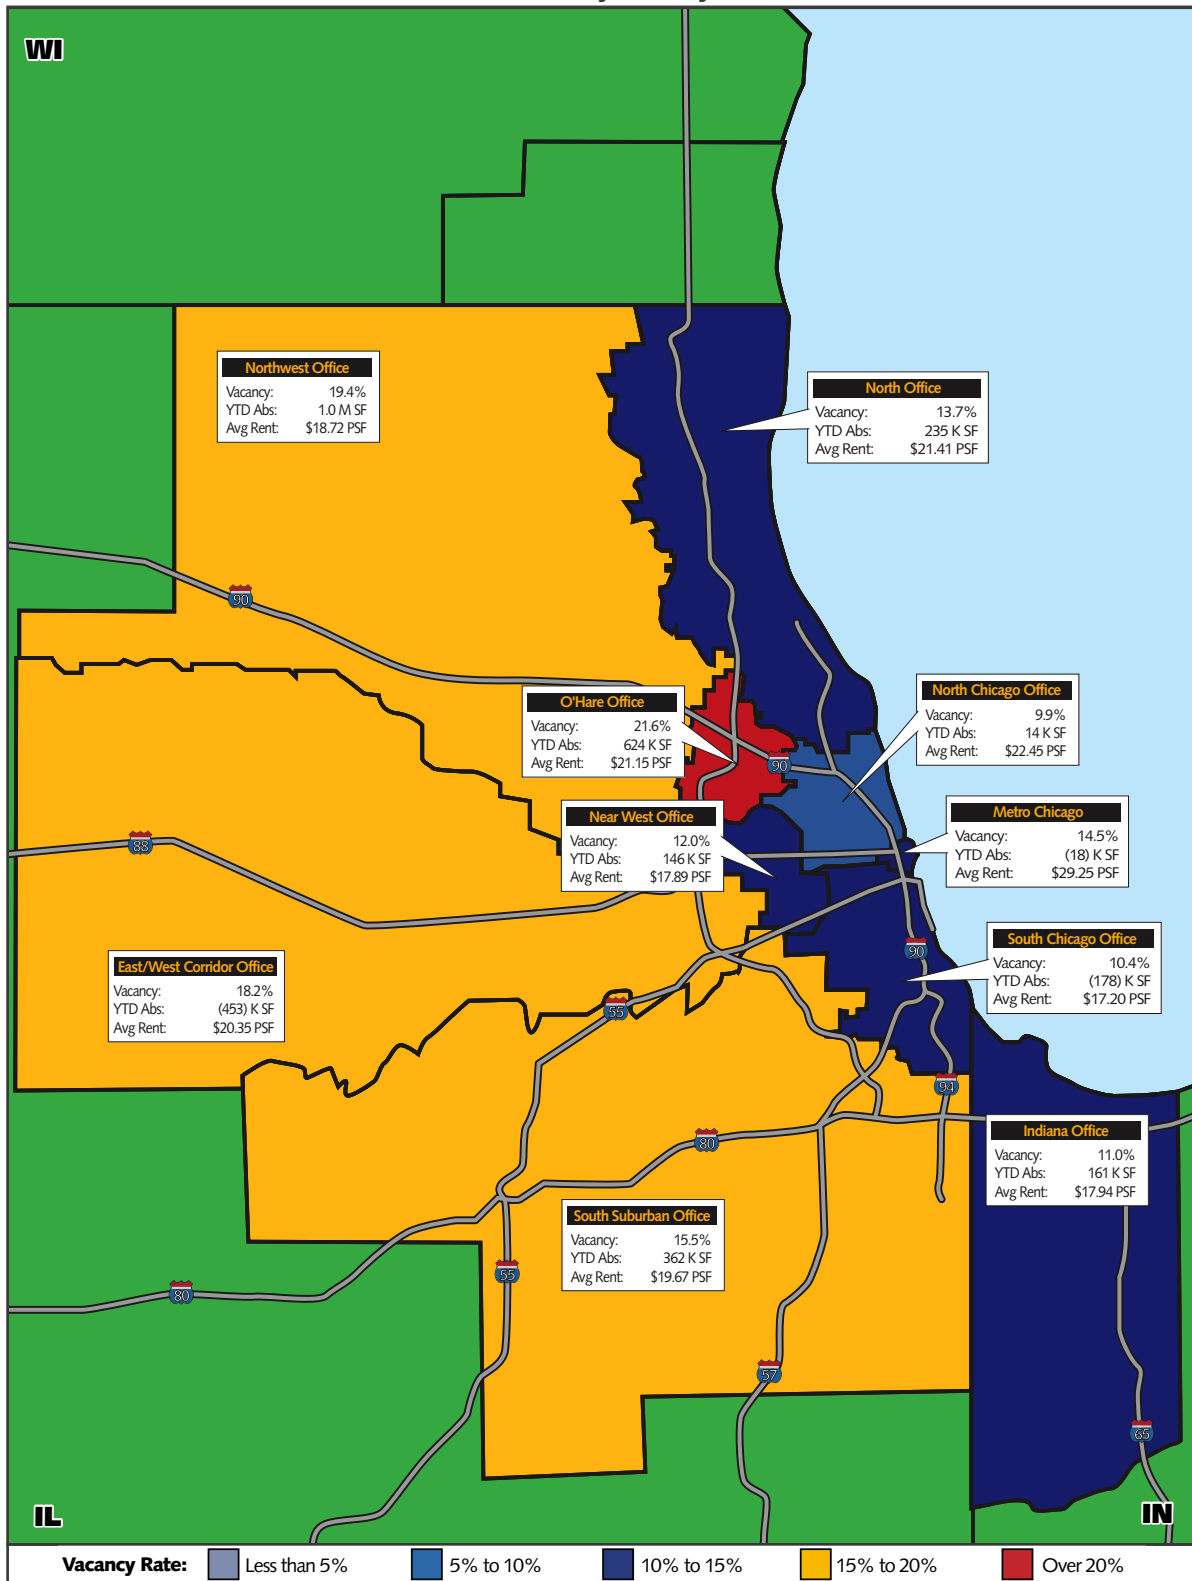 WI
Northwest Office
Vacancy: 19.4%
YTD Abs: 1.0 M SF
Avg Rent: $18.72 PSF
North Office
Vacancy: 13.7%
YTD Abs: 235 K SF
Avg Rent: $21.41 PSF
90
O'Hare Office
Vacancy: 21.6%
YTD Abs: 624 K SF
Avg Rent: $21.15 PSF
North Chicago Office
Vacancy: 9.9%
YTD Abs: 14 K SF
Avg Rent: $22.45 PSF
90
Near West Office
Vacancy: 12.0%
YTD Abs: 146 K SF
Avg Rent: $17.89 PSF
Metro Chicago
Vacancy: 14.5%
YTD Abs: (18) K SF
Avg Rent: $29.25 PSF
88
East/West Corridor Office
Vacancy: 18.2%
YTD Abs: (453) K SF
Avg Rent: $20.35 PSF
90
South Chicago Office
Vacancy: 10.4%
YTD Abs: (178) K SF
Avg Rent: $17.20 PSF
55
94
80
Indiana Office
Vacancy: 11.0%
YTD Abs: 161 K SF
Avg Rent: $17.94 PSF
South Suburban Office
Vacancy: 15.5%
YTD Abs: 362 K SF
Avg Rent: $19.67 PSF
55
80
57
65
IL
IN
Vacancy Rate: Less than 5% 5% to 10% 10% to 15% 15% to 20% Over 20%